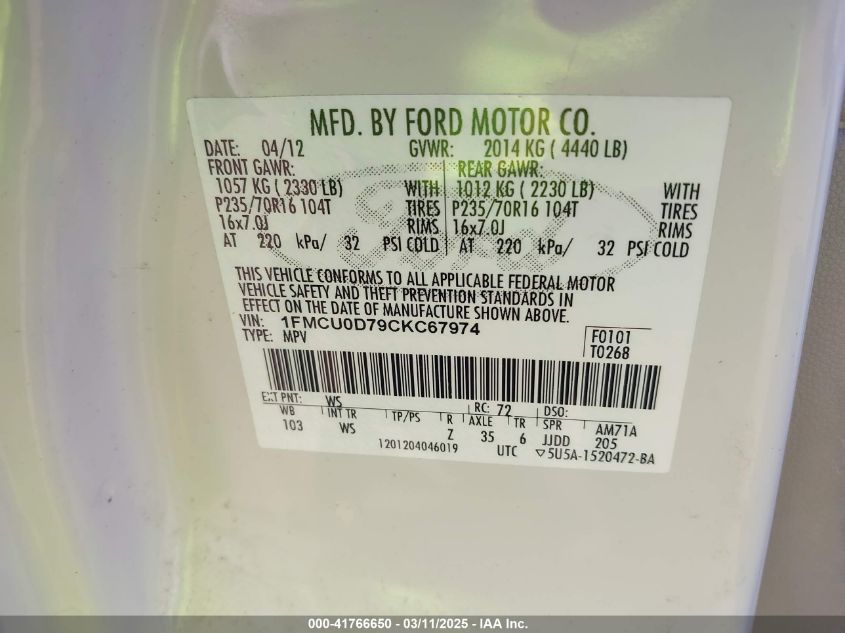 MFD. BY FORD MOTOR CO.
DATE: 04/12 GVWR: 2014 KG ( 4440 LB)
FRONT GAWR: REAR GAWR:
1057 KG ( 2330 LB) WITH 1012 KG ( 2230 LB) WITH
P235/70R16 104T TIRES P235/70R16 104T TIRES
16x7.0J RIMS 16x7.0J RIMS
AT 220 kPa/ 32 PSI COLD AT 220 kPa/ 32 PSI COLD
THIS VEHICLE CONFORMS TO ALL APPLICABLE FEDERAL MOTOR
VEHICLE SAFETY AND THEFT PREVENTION STANDARDS IN
EFFECT ON THE DATE OF MANUFACTURE SHOWN ABOVE.
VIN: 1FMCU0D79CKC67974
TYPE: MPV F0101
T0268
EXT PNT: WS RC: 72 DSO:
WB INT TR TP/PS R AXLE TR SPR AM71A
103 WS Z 35 6 JJDD 205
1201204046019 UTC ▽5U5A-1520472-BA
000-41766650 - 03/11/2025 - IAA Inc.